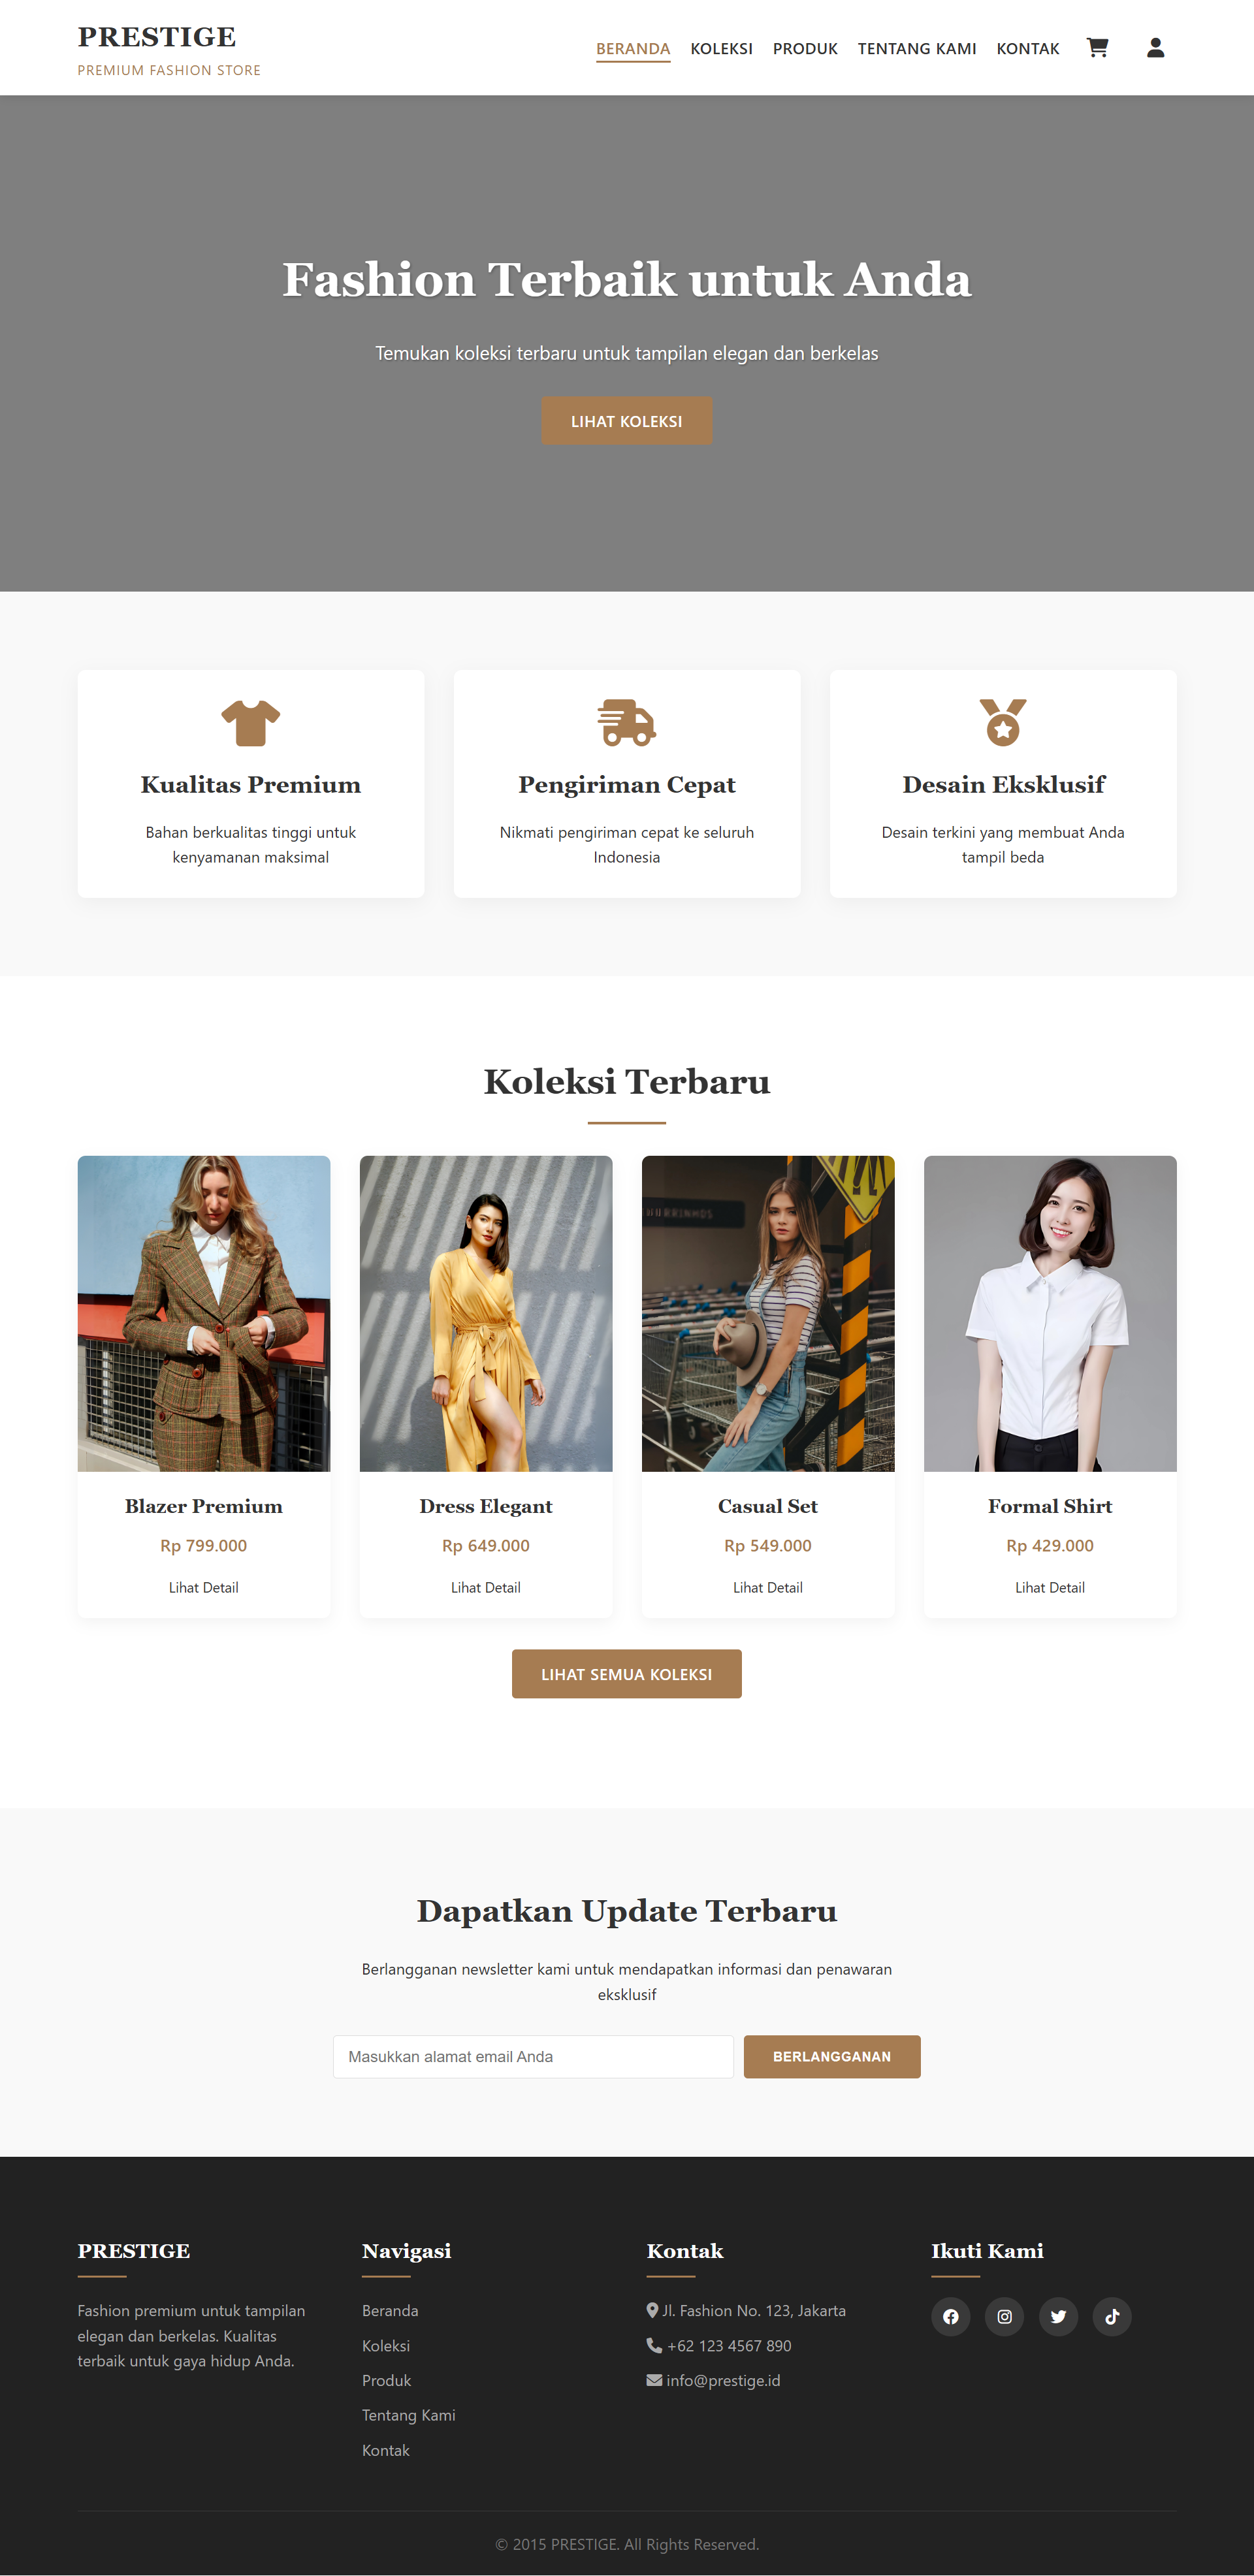 PRESTIGE
PREMIUM FASHION STORE
BERANDA KOLEKSI PRODUK TENTANG KAMI KONTAK
Fashion Terbaik untuk Anda
Temukan koleksi terbaru untuk tampilan elegan dan berkelas
LIHAT KOLEKSI
Kualitas Premium
Bahan berkualitas tinggi untuk
kenyamanan maksimal
Pengiriman Cepat
Nikmati pengiriman cepat ke seluruh
Indonesia
Desain Eksklusif
Desain terkini yang membuat Anda
tampil beda
Koleksi Terbaru
Blazer Premium
Rp 799.000
Lihat Detail
Dress Elegant
Rp 649.000
Lihat Detail
Casual Set
Rp 549.000
Lihat Detail
Formal Shirt
Rp 429.000
Lihat Detail
LIHAT SEMUA KOLEKSI
Dapatkan Update Terbaru
Berlangganan newsletter kami untuk mendapatkan informasi dan penawaran
eksklusif
Masukkan alamat email Anda
BERLANGGANAN
PRESTIGE
Fashion premium untuk tampilan
elegan dan berkelas. Kualitas
terbaik untuk gaya hidup Anda.
Navigasi
Beranda
Koleksi
Produk
Tentang Kami
Kontak
Kontak
Jl. Fashion No. 123, Jakarta
+62 123 4567 890
info@prestige.id
Ikuti Kami
© 2015 PRESTIGE. All Rights Reserved.